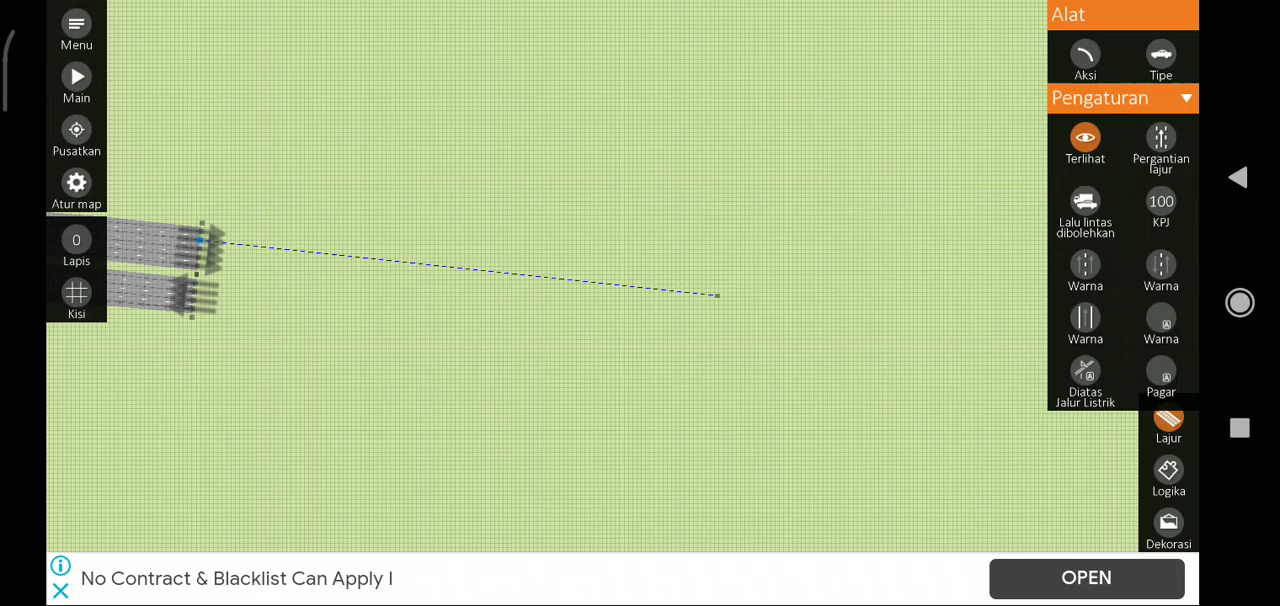 Menu
Main
Pusatkan
Atur map
0
Lapis
Kisi
Alat
Aksi
Tipe
Pengaturan
Terlihat
Pergantian
lajur
Lalu lintas
dibolehkan
100
KPJ
Warna
Warna
Warna
A
Warna
A
Diatas
Jalur Listrik
A
Pagar
Lajur
Logika
Dekorasi
No Contract & Blacklist Can Apply I
OPEN